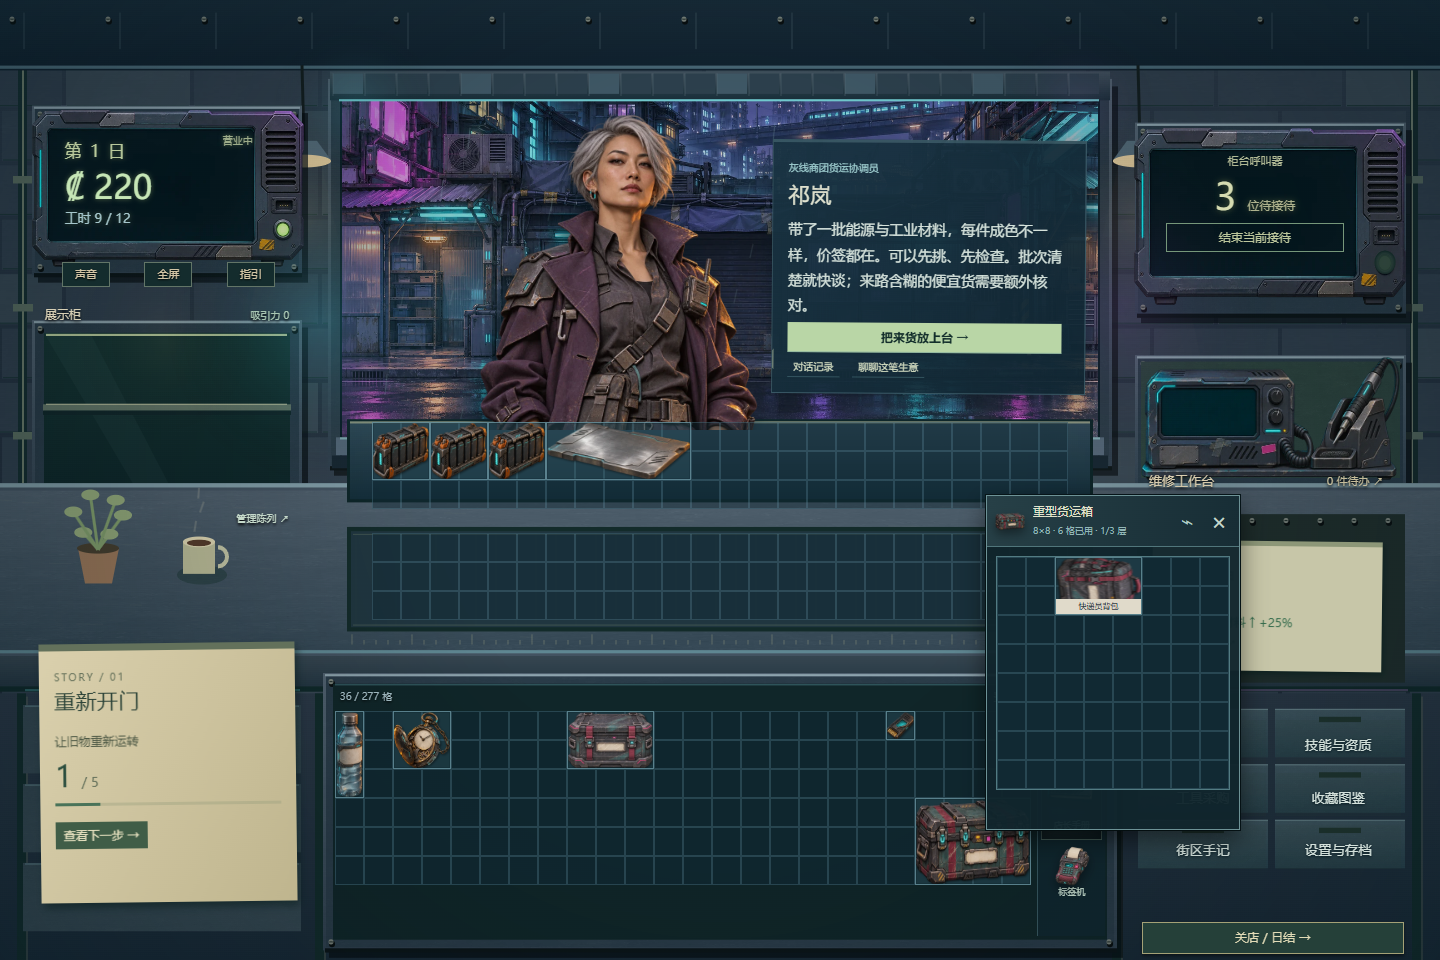 第 1 日
营业中
₡ 220
工时 9 / 12
声音
全屏
指引
展示柜
吸引力 0
灰线商团货运协调员
祁岚
带了一批能源与工业材料，每件成色不一
样，价签都在。可以先挑、先检查。批次清
楚就快谈；来路含糊的便宜货需要额外核
对。
把来货放上台 →
对话记录
聊聊这笔生意
柜台呼叫器
3 位待接待
结束当前接待
维修工作台
0 件待办 ↗
管理陈列 ↗
重型货运箱
8×8 · 6 格已用 · 1/3 层
快递员背包
↑ +25%
STORY / 01
重新开门
让旧物重新运转
1 / 5
查看下一步 →
36 / 277 格
标签机
技能与资质
收藏图鉴
街区手记
设置与存档
关店 / 日结 →